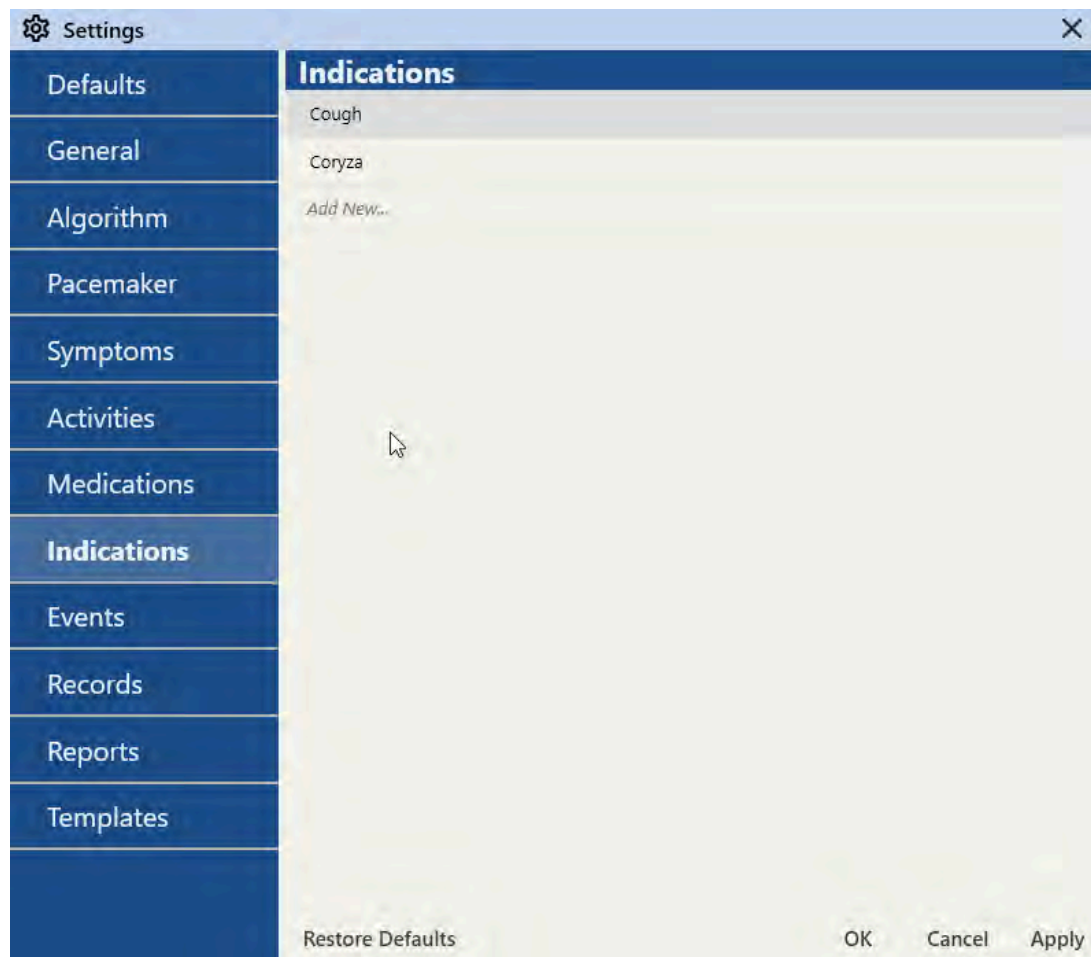 Settings
Defaults
General
Algorithm
Pacemaker
Symptoms
Activities
Medications
Indications
Events
Records
Reports
Templates
Indications
Cough
Coryza
Add New...
Restore Defaults
OK
Cancel
Apply